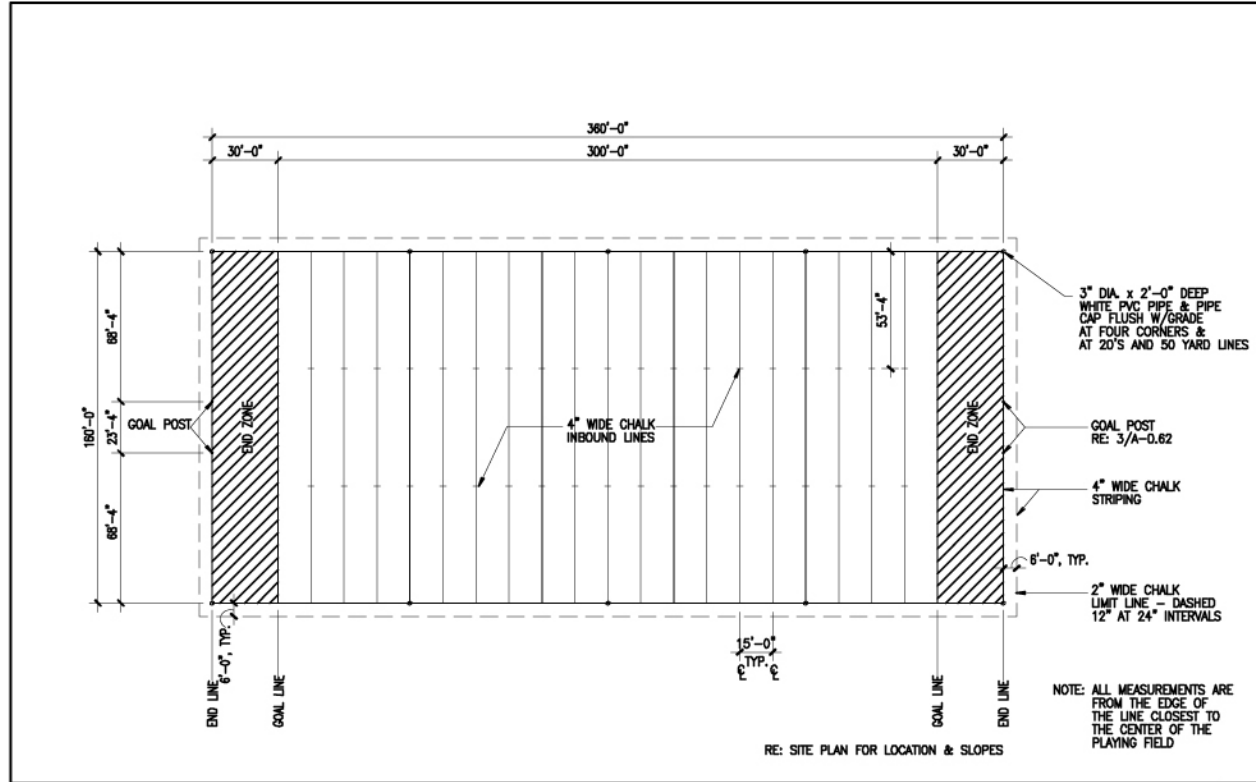 360'-0"
30'-0"
300'-0"
30'-0"
3" DIA. x 2'-0" DEEP
WHITE PVC PIPE & PIPE
CAP FLUSH W/GRADE
AT FOUR CORNERS &
AT 20'S AND 50 YARD LINES
68'-4"
53'-4"
160'-0"
23'-4"
GOAL POST
END ZONE
4" WIDE CHALK
INBOUND LINES
END ZONE
GOAL POST
RE: 3/A-0.62
4" WIDE CHALK
STRIPING
68'-4"
6'-0", TYP.
2" WIDE CHALK
LIMIT LINE - DASHED
12" AT 24" INTERVALS
6'-0", TYP.
15'-0"
TYP.
℄ ℄
END LINE
GOAL LINE
GOAL LINE
END LINE
NOTE: ALL MEASUREMENTS ARE
FROM THE EDGE OF
THE LINE CLOSEST TO
THE CENTER OF THE
PLAYING FIELD
RE: SITE PLAN FOR LOCATION & SLOPES